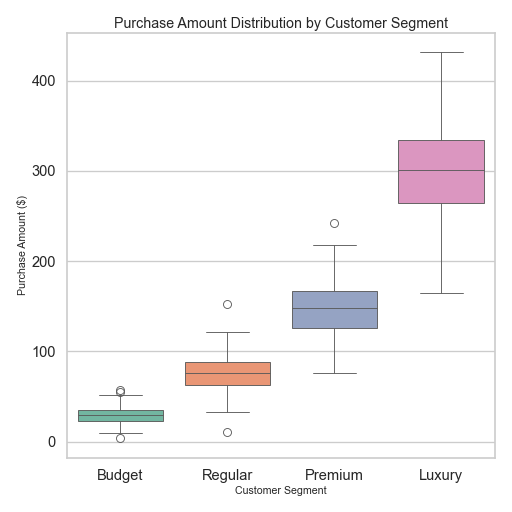 Purchase Amount Distribution by Customer Segment
Purchase Amount ($)
400
300
200
100
0
Budget Regular Premium Luxury
Customer Segment